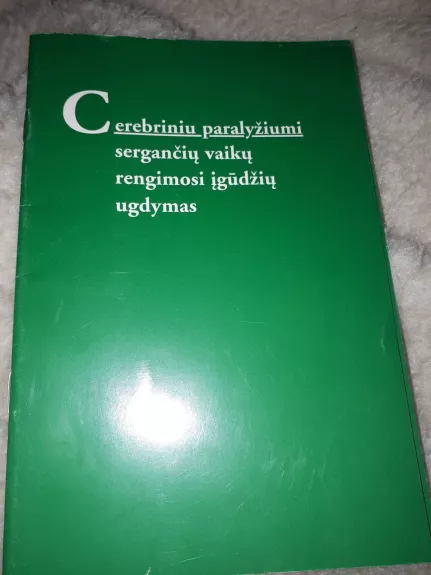 Cerebriniu paralyžiumi
sergančių vaikų
rengimosi įgūdžių
ugdymas